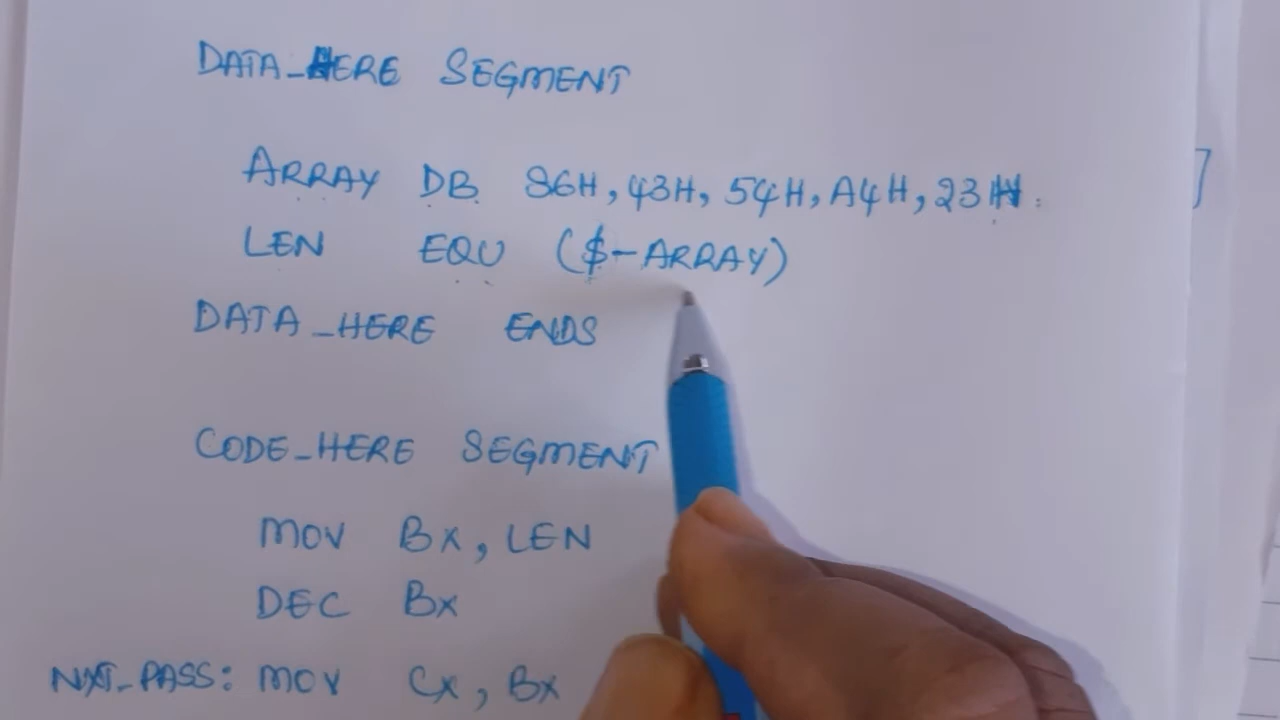 DATA_HERE SEGMENT
ARRAY DB 86H, 43H, 54H, A4H, 23H
LEN EQU ($-ARRAY)
DATA_HERE ENDS
CODE_HERE SEGMENT
MOV BX, LEN
DEC BX
NXT_PASS: MOV CX, BX